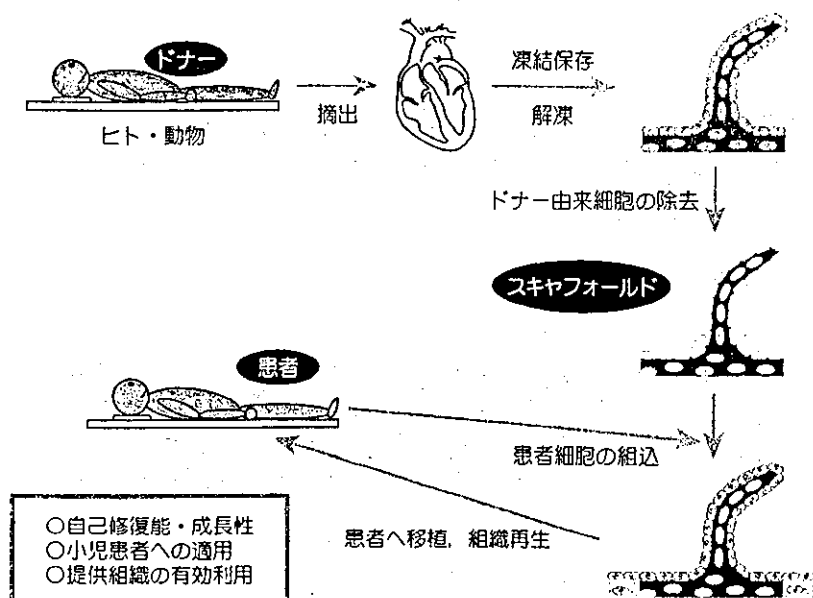 ドナー
ヒト・動物
摘出
凍結保存
解凍
ドナー由来細胞の除去
スキャフォールド
患者
患者細胞の組込
患者へ移植，組織再生
○自己修復能・成長性
○小児患者への適用
○提供組織の有効利用